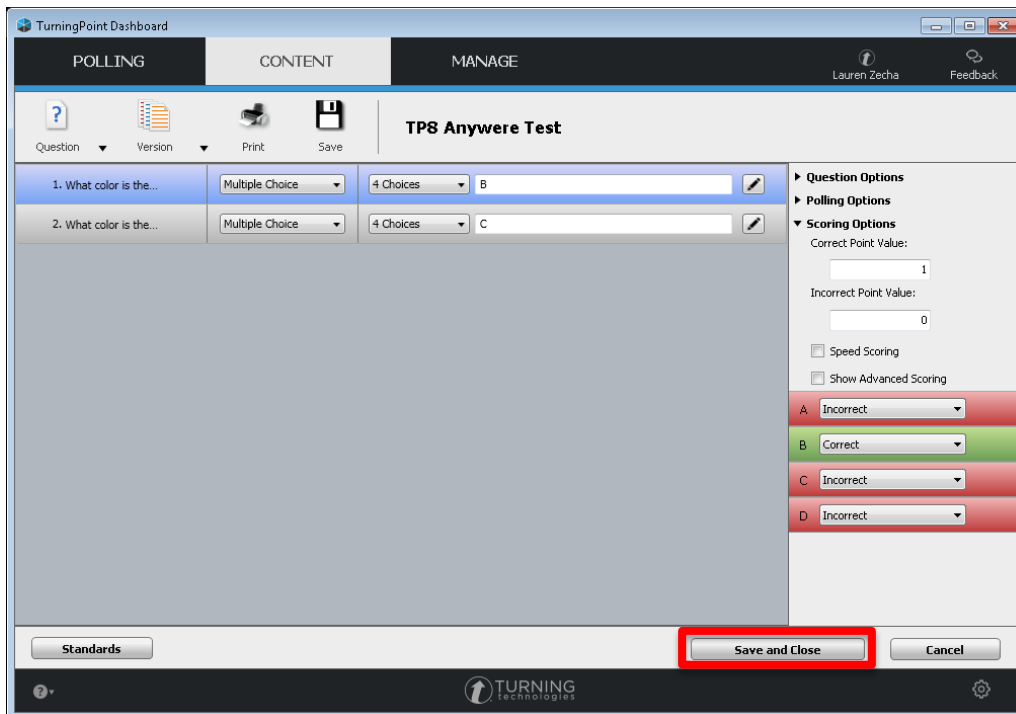 TurningPoint Dashboard
POLLING CONTENT MANAGE Lauren Zecha Feedback
Question Version Print Save TP8 Anywere Test
1. What color is the... Multiple Choice 4 Choices B
2. What color is the... Multiple Choice 4 Choices C
Question Options
Polling Options
Scoring Options
Correct Point Value:
1
Incorrect Point Value:
0
Speed Scoring
Show Advanced Scoring
A Incorrect
B Correct
C Incorrect
D Incorrect
Standards Save and Close Cancel
? TURNING
technologies